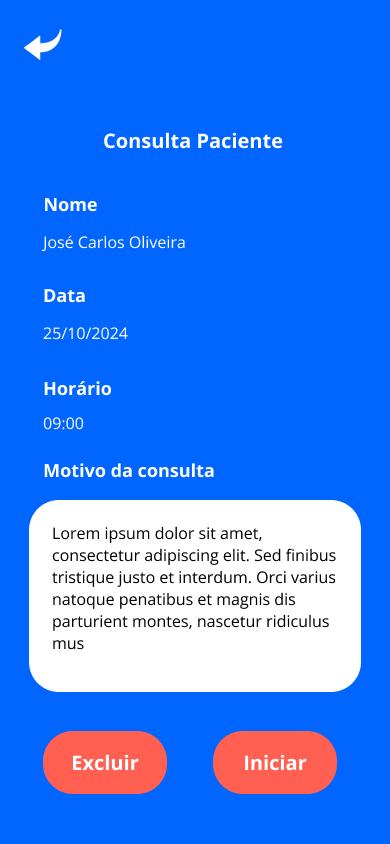 Consulta Paciente
Nome
José Carlos Oliveira
Data
25/10/2024
Horário
09:00
Motivo da consulta
Lorem ipsum dolor sit amet,
consectetur adipiscing elit. Sed finibus
tristique justo et interdum. Orci varius
natoque penatibus et magnis dis
parturient montes, nascetur ridiculus
mus
Excluir
Iniciar